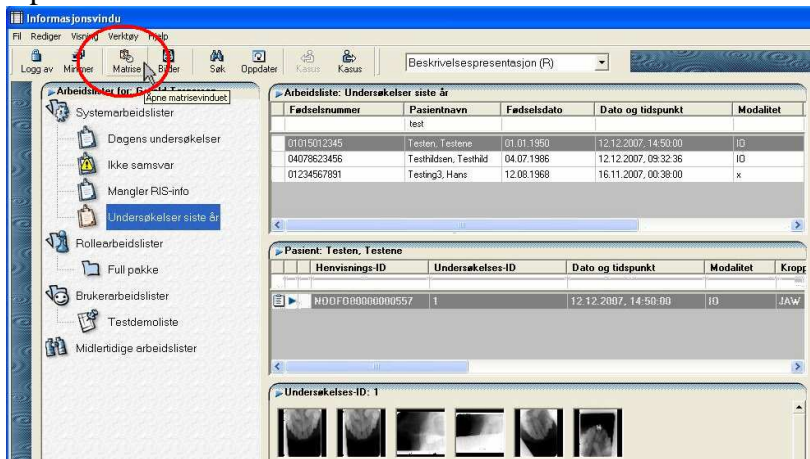 Informasjonsvindu
Fil Rediger Visning Verktøy Hjelp
Logg av Minner Matrise Bilder Søk Oppdater Kasus Kasus Beskrivelsespresentasjon (R)
Åpne matrisevinduet
Arbeidslister for:
Systemarbeidslister
Dagens undersøkelser
Ikke samsvar
Mangler RIS-info
Undersøkelser siste år
Rollearbeidslister
Full pakke
Brukerarbeidslister
Testdemoliste
Midlertidige arbeidslister
Arbeidsliste: Undersøkelser siste år
Fødselsnummer Pasientnavn Fødselsdato Dato og tidspunkt Modalitet
test
01015012345 Testen, Testene 01.01.1950 12.12.2007, 14:50:00 IO
04078623456 Testhildsen, Testhild 04.07.1986 12.12.2007, 09:32:36 IO
01234567891 Testing3, Hans 12.08.1968 16.11.2007, 00:38:00 x
Pasient: Testen, Testene
Henvisnings-ID Undersøkelses-ID Dato og tidspunkt Modalitet Kropp
1 12.12.2007, 14:50:00 IO JAW
Undersøkelses-ID: 1